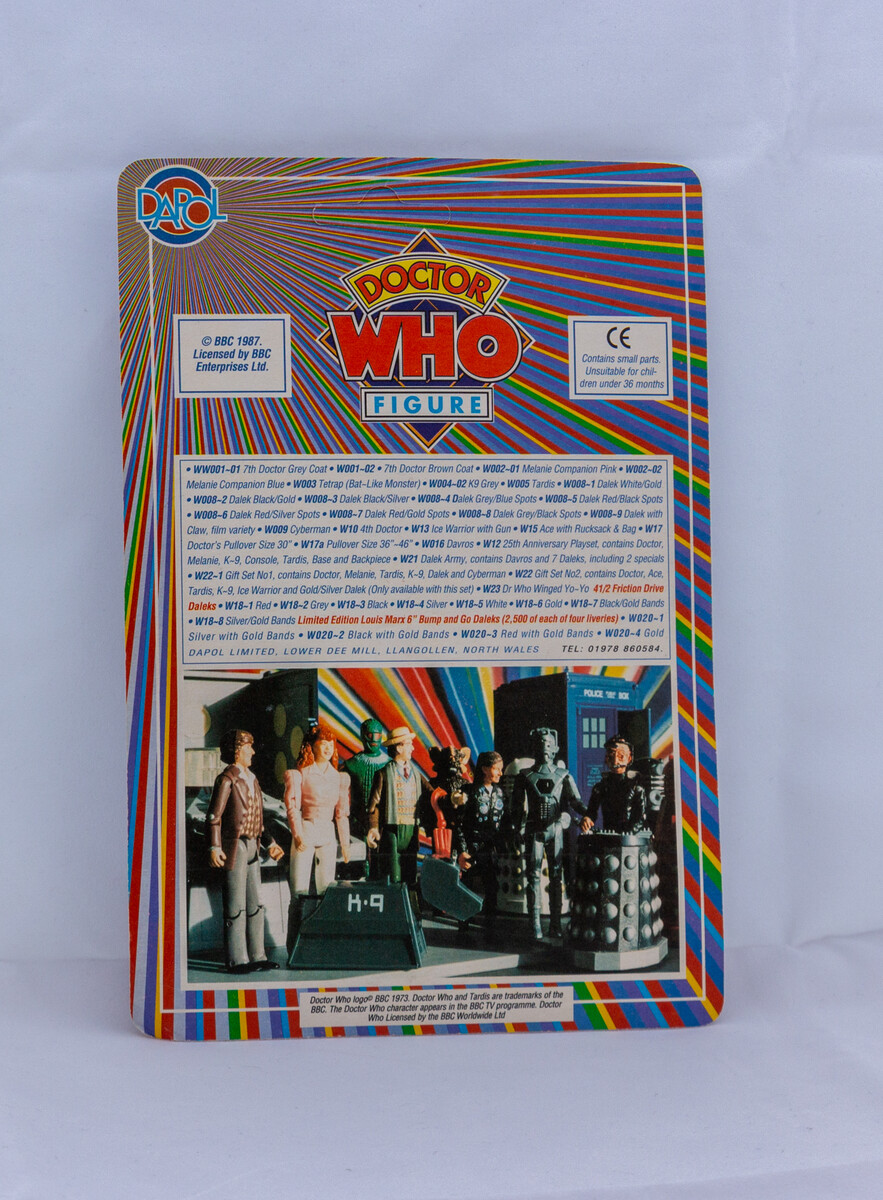 DAPOL
DOCTOR
WHO
FIGURE
© BBC 1987.
Licensed by BBC
Enterprises Ltd.
CE
Contains small parts.
Unsuitable for chil-
dren under 36 months
• WW001~01 7th Doctor Grey Coat • W001~02 • 7th Doctor Brown Coat • W002~01 Melanie Companion Pink • W002~02
Melanie Companion Blue • W003 Tetrap (Bat~Like Monster) • W004~02 K9 Grey • W005 Tardis • W008~1 Dalek White/Gold
• W008~2 Dalek Black/Gold • W008~3 Dalek Black/Silver • W008~4 Dalek Grey/Blue Spots • W008~5 Dalek Red/Black Spots
• W008~6 Dalek Red/Silver Spots • W008~7 Dalek Red/Gold Spots • W008~8 Dalek Grey/Black Spots • W008~9 Dalek with
Claw, film variety • W009 Cyberman • W10 4th Doctor • W13 Ice Warrior with Gun • W15 Ace with Rucksack & Bag • W17
Doctor's Pullover Size 30" • W17a Pullover Size 36"~46" • W016 Davros • W12 25th Anniversary Playset, contains Doctor,
Melanie, K~9, Console, Tardis, Base and Backpiece • W21 Dalek Army, contains Davros and 7 Daleks, including 2 specials
• W22~1 Gift Set No1, contains Doctor, Melanie, Tardis, K~9, Dalek and Cyberman • W22 Gift Set No2, contains Doctor, Ace,
Tardis, K~9, Ice Warrior and Gold/Silver Dalek (Only available with this set) • W23 Dr Who Winged Yo~Yo 41/2 Friction Drive
Daleks • W18~1 Red • W18~2 Grey • W18~3 Black • W18~4 Silver • W18~5 White • W18~6 Gold • W18~7 Black/Gold Bands
• W18~8 Silver/Gold Bands Limited Edition Louis Marx 6" Bump and Go Daleks (2,500 of each of four liveries) • W020~1
Silver with Gold Bands • W020~2 Black with Gold Bands • W020~3 Red with Gold Bands • W020~4 Gold
DAPOL LIMITED, LOWER DEE MILL, LLANGOLLEN, NORTH WALES TEL: 01978 860584.
POLICE BOX
K·9
Doctor Who logo© BBC 1973. Doctor Who and Tardis are trademarks of the
BBC. The Doctor Who character appears in the BBC TV programme. Doctor
Who Licensed by the BBC Worldwide Ltd